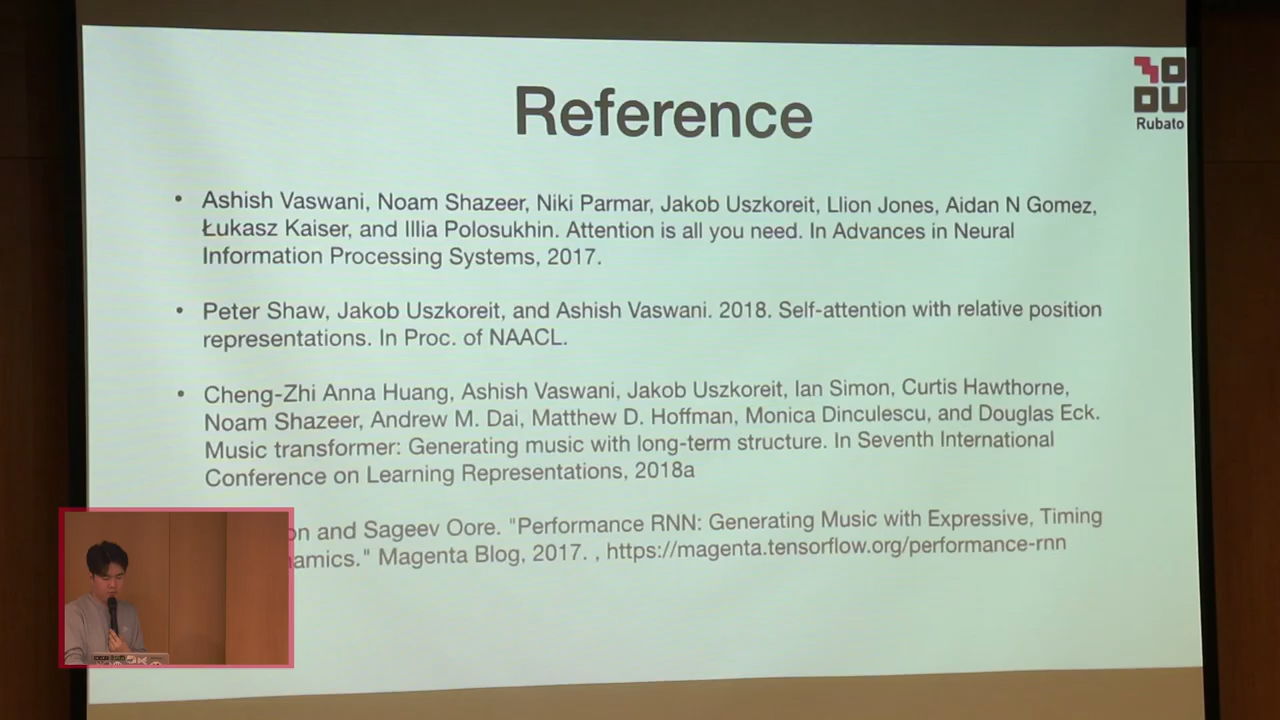 Reference
OU
Rubato
• Ashish Vaswani, Noam Shazeer, Niki Parmar, Jakob Uszkoreit, Llion Jones, Aidan N Gomez,
Łukasz Kaiser, and Illia Polosukhin. Attention is all you need. In Advances in Neural
Information Processing Systems, 2017.
• Peter Shaw, Jakob Uszkoreit, and Ashish Vaswani. 2018. Self-attention with relative position
representations. In Proc. of NAACL.
• Cheng-Zhi Anna Huang, Ashish Vaswani, Jakob Uszkoreit, Ian Simon, Curtis Hawthorne,
Noam Shazeer, Andrew M. Dai, Matthew D. Hoffman, Monica Dinculescu, and Douglas Eck.
Music transformer: Generating music with long-term structure. In Seventh International
Conference on Learning Representations, 2018a
on and Sageev Oore. "Performance RNN: Generating Music with Expressive, Timing
amics." Magenta Blog, 2017. , https://magenta.tensorflow.org/performance-rnn